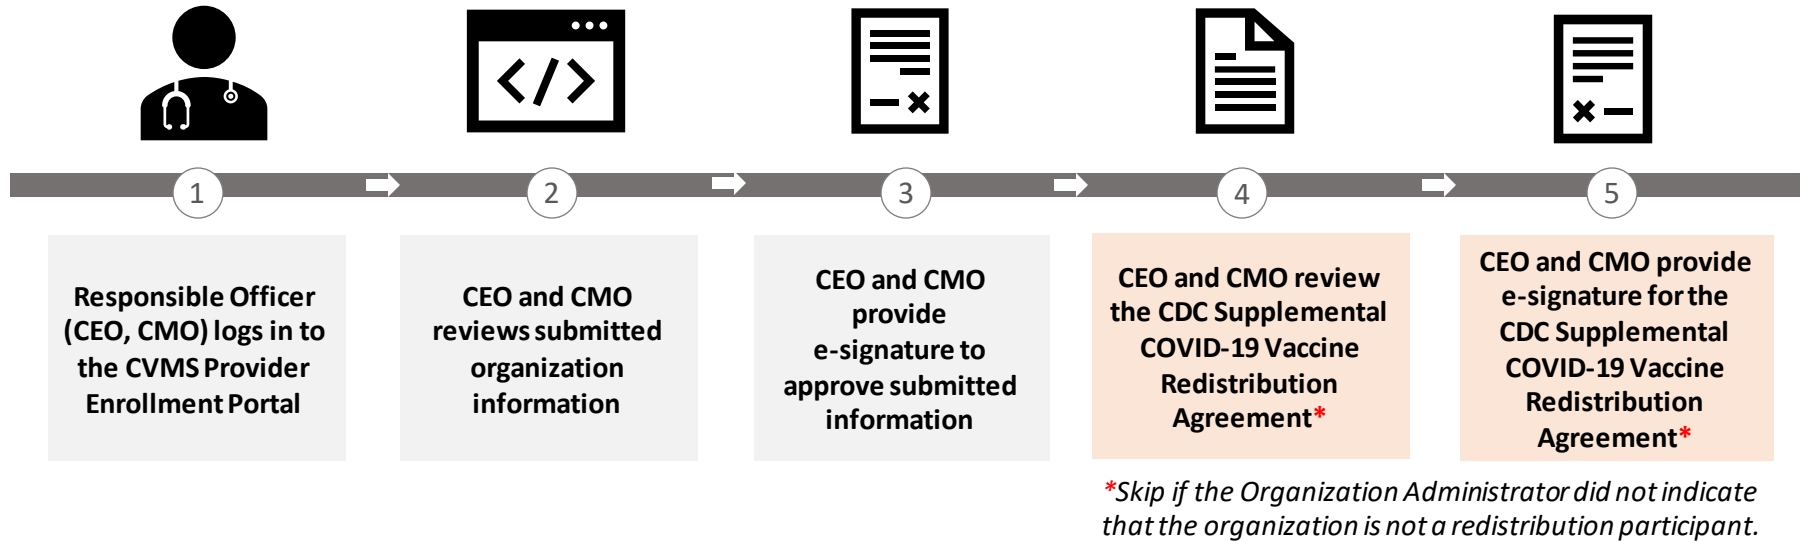 1
2
3
4
5
Responsible Officer
(CEO, CMO) logs in to
the CVMS Provider
Enrollment Portal
CEO and CMO
reviews submitted
organization
information
CEO and CMO
provide
e-signature to
approve submitted
information
CEO and CMO review
the CDC Supplemental
COVID-19 Vaccine
Redistribution
Agreement*
CEO and CMO provide
e-signature for the
CDC Supplemental
COVID-19 Vaccine
Redistribution
Agreement*
*Skip if the Organization Administrator did not indicate
that the organization is not a redistribution participant.